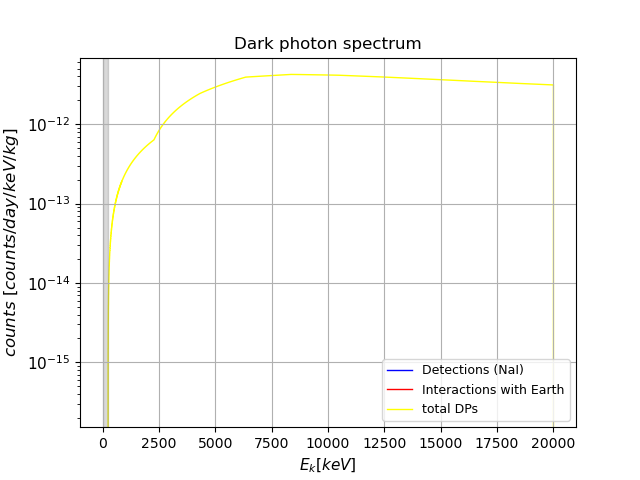 Dark photon spectrum
counts [counts/day/keV/kg]
10⁻¹²
10⁻¹³
10⁻¹⁴
10⁻¹⁵
Detections (NaI)
Interactions with Earth
total DPs
0 2500 5000 7500 10000 12500 15000 17500 20000
Eₖ[keV]